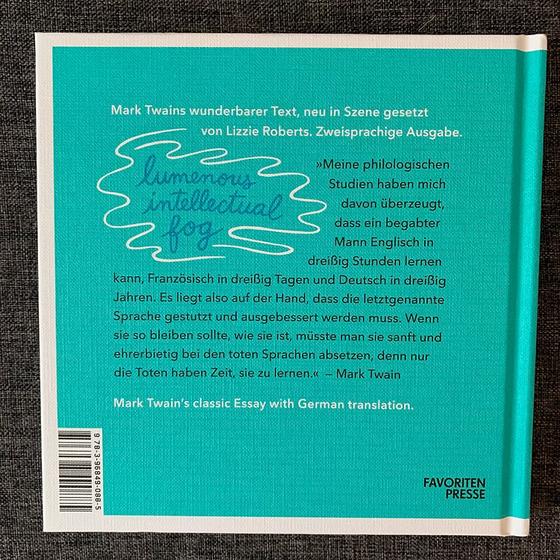 Mark Twains wunderbarer Text, neu in Szene gesetzt
von Lizzie Roberts. Zweisprachige Ausgabe.
lumenous
intellectual
fog
»Meine philologischen
Studien haben mich
davon überzeugt,
dass ein begabter
Mann Englisch in
dreißig Stunden lernen
kann, Französisch in dreißig Tagen und Deutsch in dreißig
Jahren. Es liegt also auf der Hand, dass die letztgenannte
Sprache gestutzt und ausgebessert werden muss. Wenn
sie so bleiben sollte, wie sie ist, müsste man sie sanft und
ehrerbietig bei den toten Sprachen absetzen, denn nur
die Toten haben Zeit, sie zu lernen.« – Mark Twain
Mark Twain's classic Essay with German translation.
978-3-96849-088-5
FAVORITEN
PRESSE